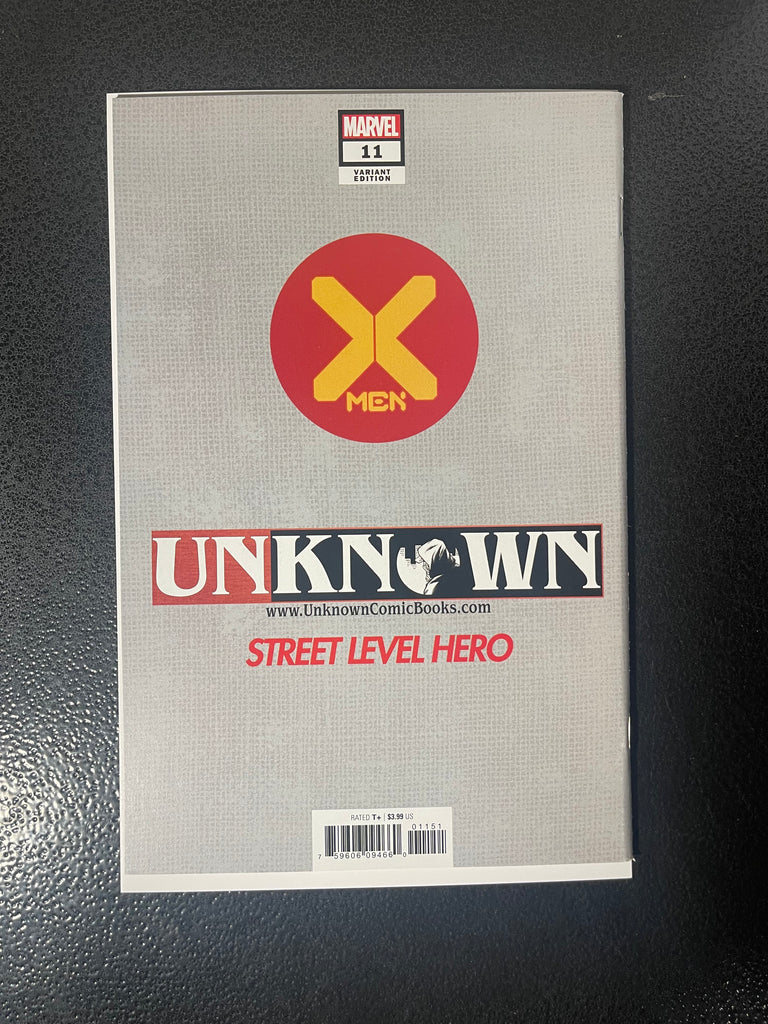 MARVEL
11
VARIANT
EDITION
X
MEN
UNKNOWN
www.UnknownComicBooks.com
STREET LEVEL HERO
RATED T+ | $3.99 US
01151
7 59606 09466 0